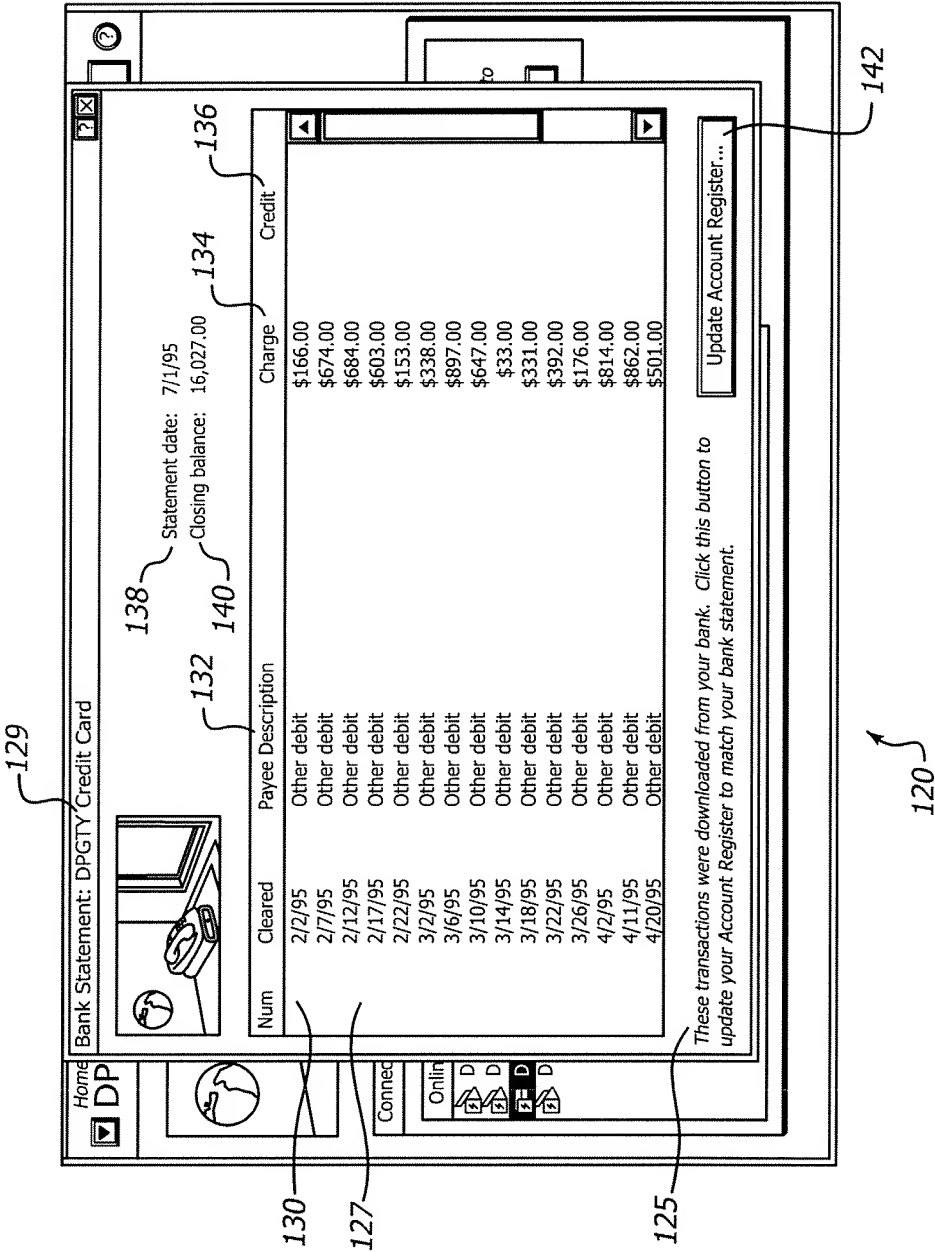 129
Home
DP
?
Bank Statement: DPGTY Credit Card
? X
138
Statement date: 7/1/95
140
Closing balance: 16,027.00
132
134
136
Num Cleared Payee Description Charge Credit
130
2/2/95 Other debit $166.00
2/7/95 Other debit $674.00
127
2/12/95 Other debit $684.00
2/17/95 Other debit $603.00
2/22/95 Other debit $153.00
3/2/95 Other debit $338.00
3/6/95 Other debit $897.00
3/10/95 Other debit $647.00
3/14/95 Other debit $33.00
3/18/95 Other debit $331.00
3/22/95 Other debit $392.00
3/26/95 Other debit $176.00
4/2/95 Other debit $814.00
4/11/95 Other debit $862.00
4/20/95 Other debit $501.00
Connec
Onlin
D
D
D
D
to
125
These transactions were downloaded from your bank. Click this button to
update your Account Register to match your bank statement.
Update Account Register...
142
120